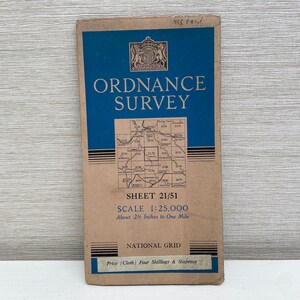 ORDNANCE
SURVEY
SHEET 21/51
SCALE 1:25,000
About 2½ Inches to One Mile
NATIONAL GRID
Price (Cloth) Four Shillings & Sixpence